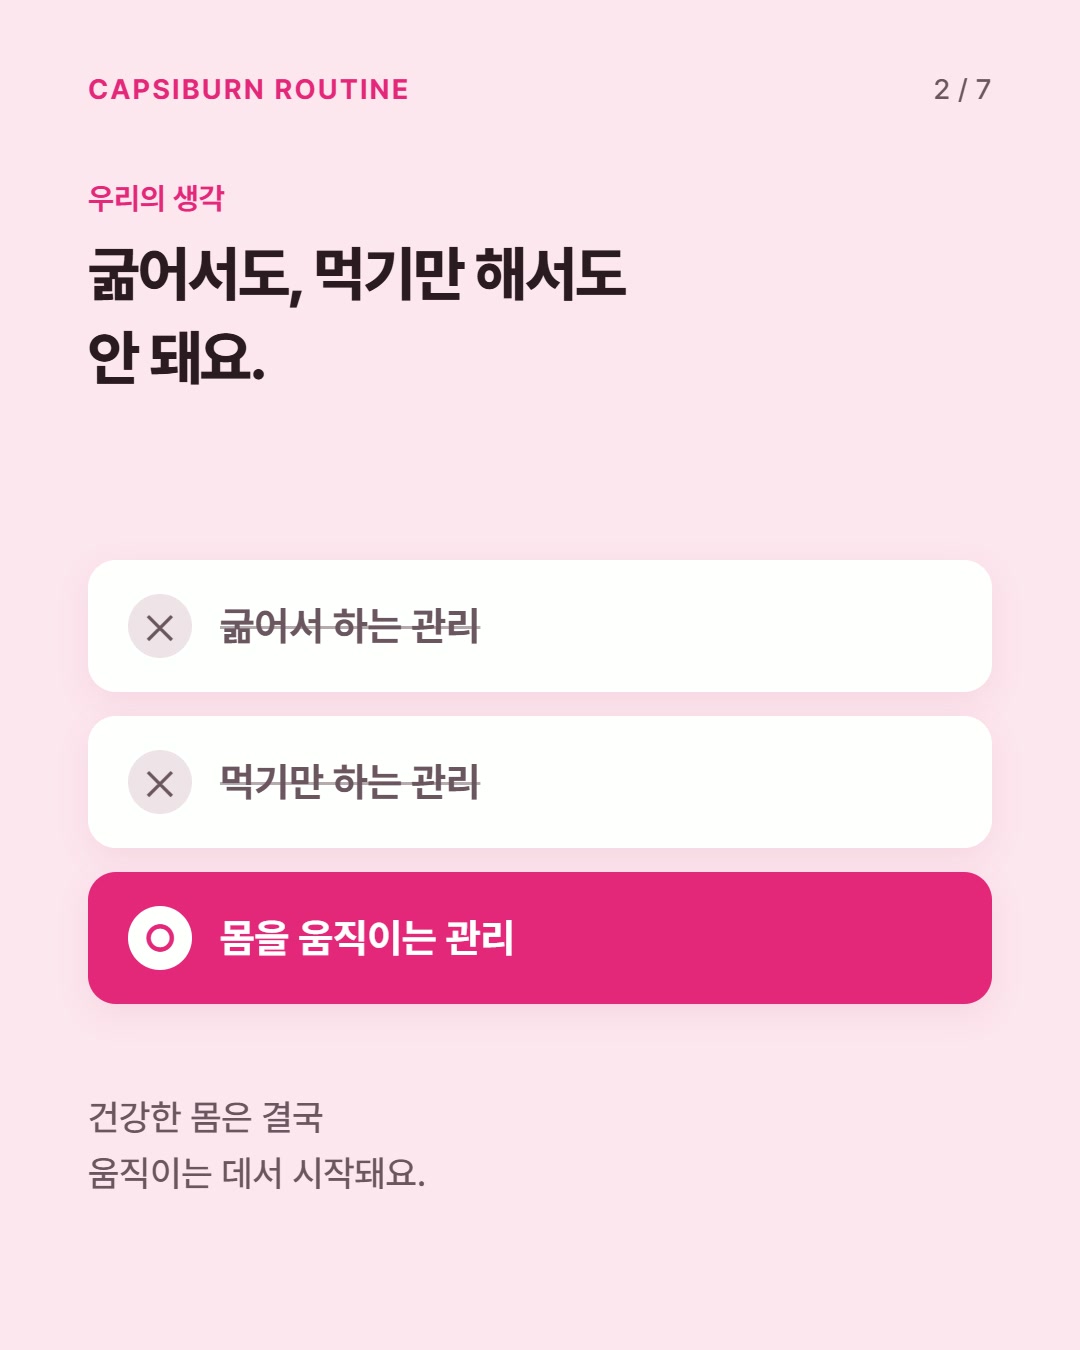 CAPSIBURN ROUTINE
2 / 7
우리의 생각
굶어서도, 먹기만 해서도
안 돼요.
굶어서 하는 관리
먹기만 하는 관리
몸을 움직이는 관리
건강한 몸은 결국
움직이는 데서 시작돼요.